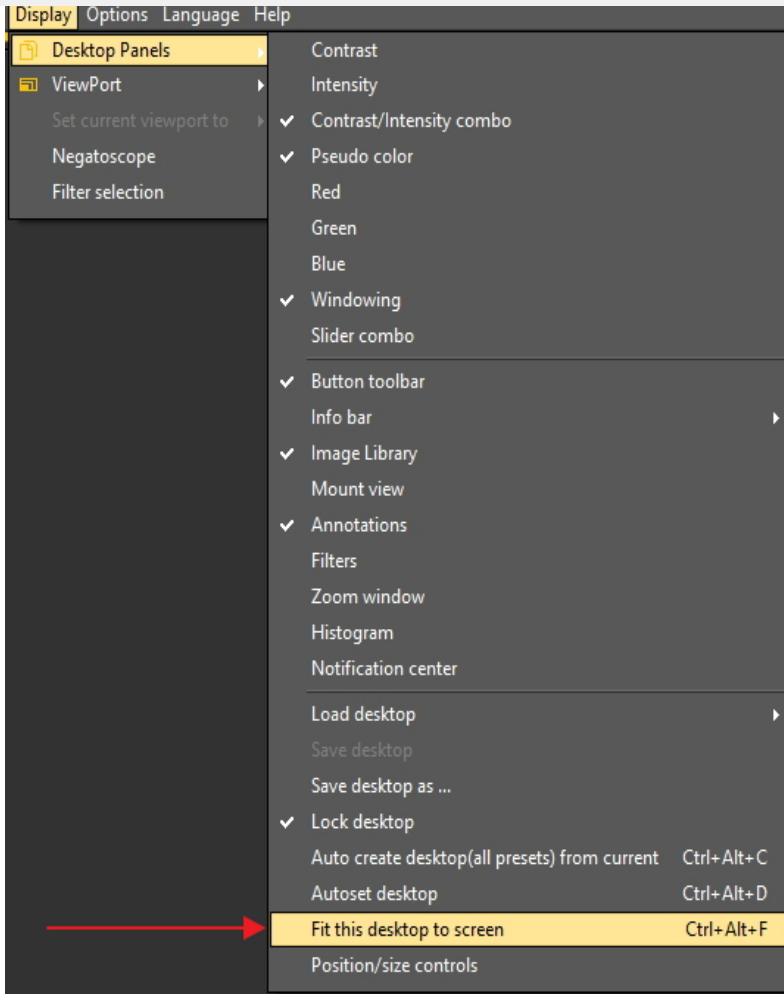 Display Options Language Help
Desktop Panels
ViewPort
Set current viewport to
Negatoscope
Filter selection
Contrast
Intensity
Contrast/Intensity combo
Pseudo color
Red
Green
Blue
Windowing
Slider combo
Button toolbar
Info bar
Image Library
Mount view
Annotations
Filters
Zoom window
Histogram
Notification center
Load desktop
Save desktop
Save desktop as ...
Lock desktop
Auto create desktop(all presets) from current Ctrl+Alt+C
Autoset desktop Ctrl+Alt+D
Fit this desktop to screen Ctrl+Alt+F
Position/size controls